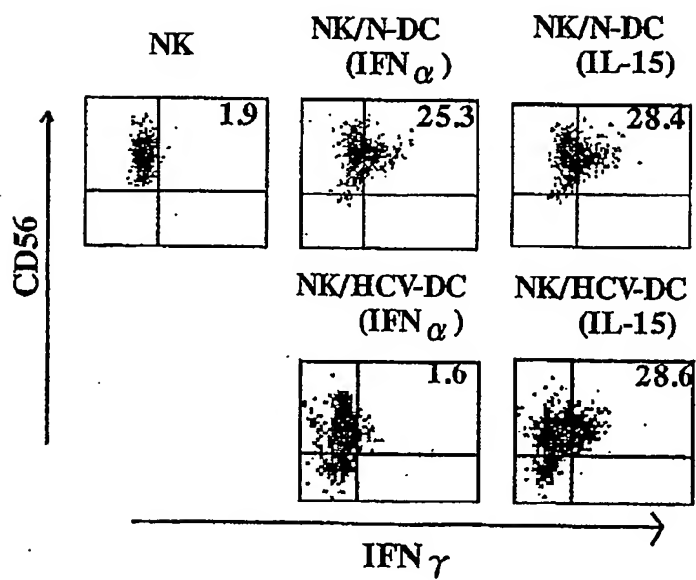 NK
NK/N-DC
(IFNα)
NK/N-DC
(IL-15)
1.9
25.3
28.4
CD56
NK/HCV-DC
(IFNα)
NK/HCV-DC
(IL-15)
1.6
28.6
IFNγ